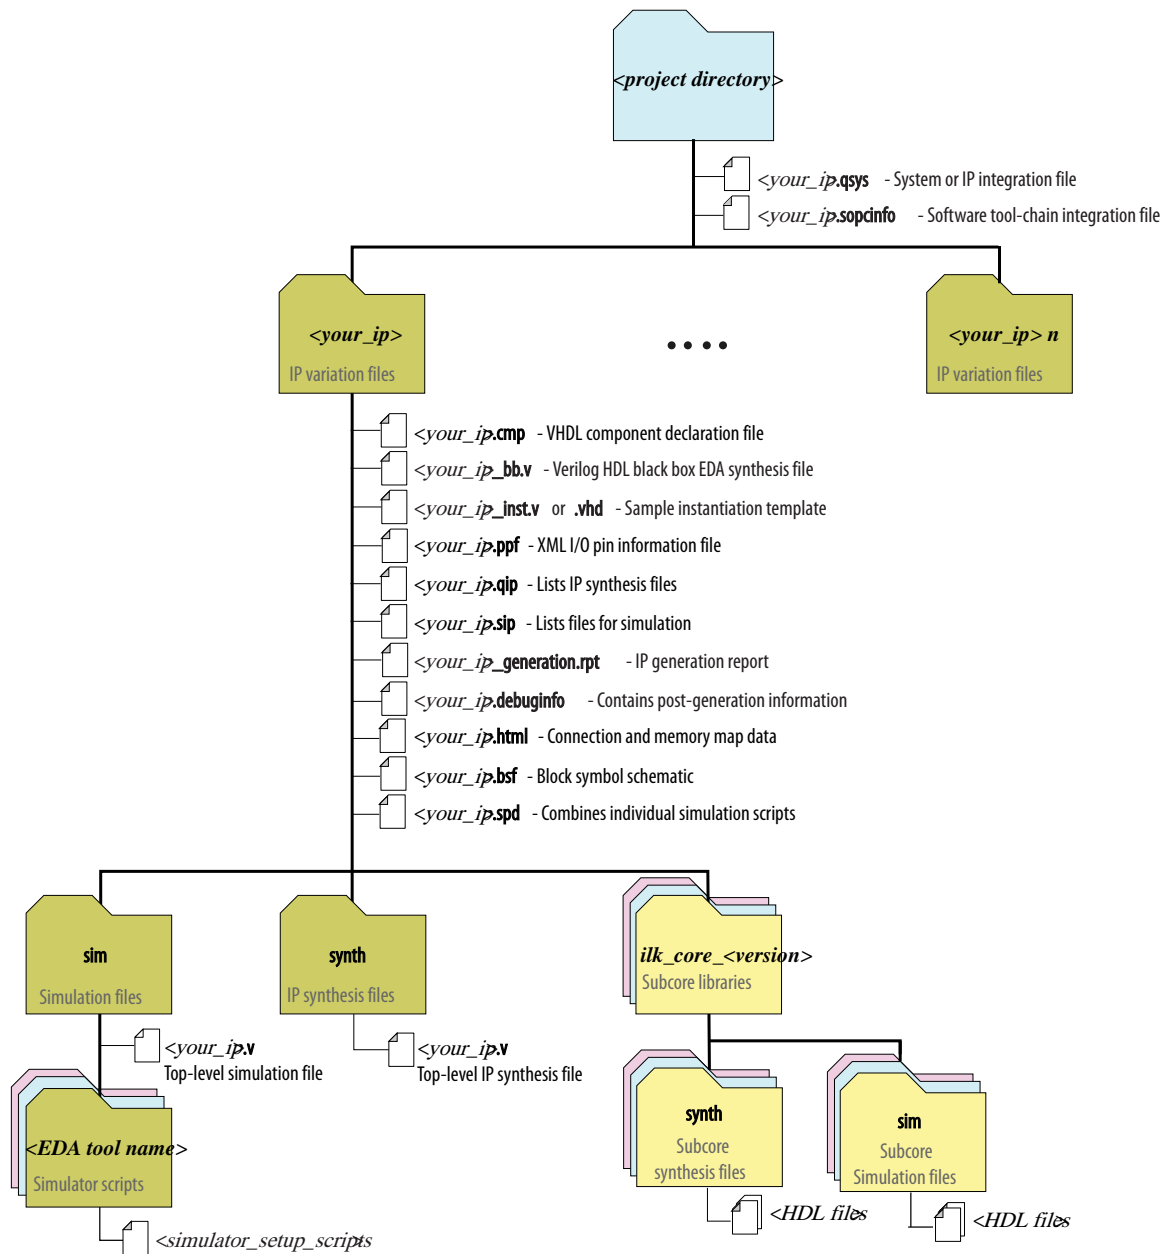 <project directory>
<your_ip>.qsys - System or IP integration file
<your_ip>.sopcinfo - Software tool-chain integration file
<your_ip>
IP variation files
....
<your_ip> n
IP variation files
<your_ip>.cmp - VHDL component declaration file
<your_ip>_bb.v - Verilog HDL black box EDA synthesis file
<your_ip>_inst.v or .vhd - Sample instantiation template
<your_ip>.ppf - XML I/O pin information file
<your_ip>.qip - Lists IP synthesis files
<your_ip>.sip - Lists files for simulation
<your_ip>_generation.rpt - IP generation report
<your_ip>.debuginfo - Contains post-generation information
<your_ip>.html - Connection and memory map data
<your_ip>.bsf - Block symbol schematic
<your_ip>.spd - Combines individual simulation scripts
sim
Simulation files
synth
IP synthesis files
ilk_core_<version>
Subcore libraries
<your_ip>.v
Top-level simulation file
<your_ip>.v
Top-level IP synthesis file
<EDA tool name>
Simulator scripts
<simulator_setup_scripts>
synth
Subcore
synthesis files
<HDL files>
sim
Subcore
Simulation files
<HDL files>